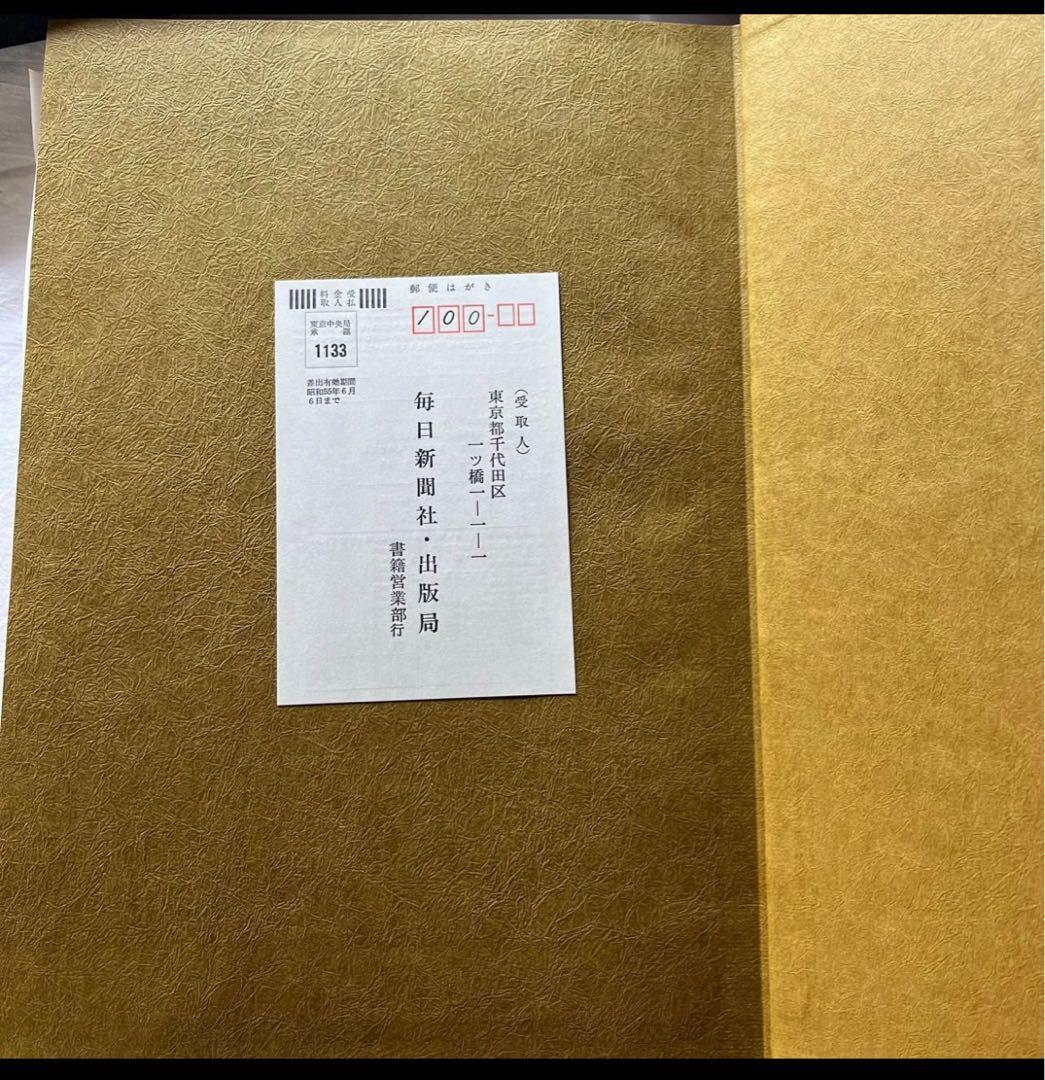 郵便はがき
100-
料金受
取人払
東京中央局
承認
1133
差出有効期間
昭和55年6月
6日まで
(受取人)
東京都千代田区
一ツ橋一―一―一
毎日新聞社・出版局
書籍営業部行